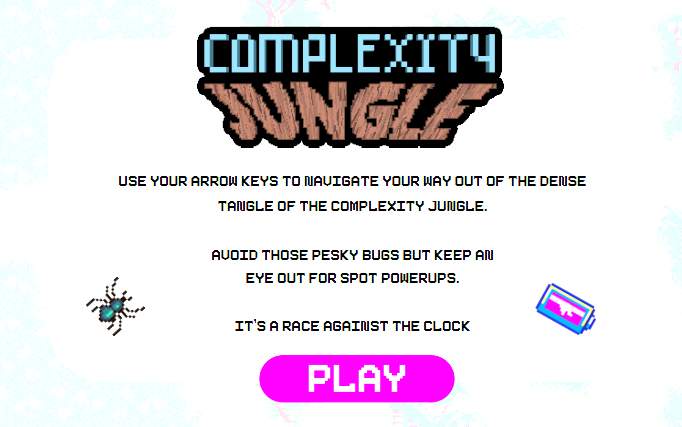 COMPLEXITY
JUNGLE
USE YOUR ARROW KEYS TO NAVIGATE YOUR WAY OUT OF THE DENSE
TANGLE OF THE COMPLEXITY JUNGLE.
AVOID THOSE PESKY BUGS BUT KEEP AN
EYE OUT FOR SPOT POWERUPS.
IT'S A RACE AGAINST THE CLOCK
PLAY